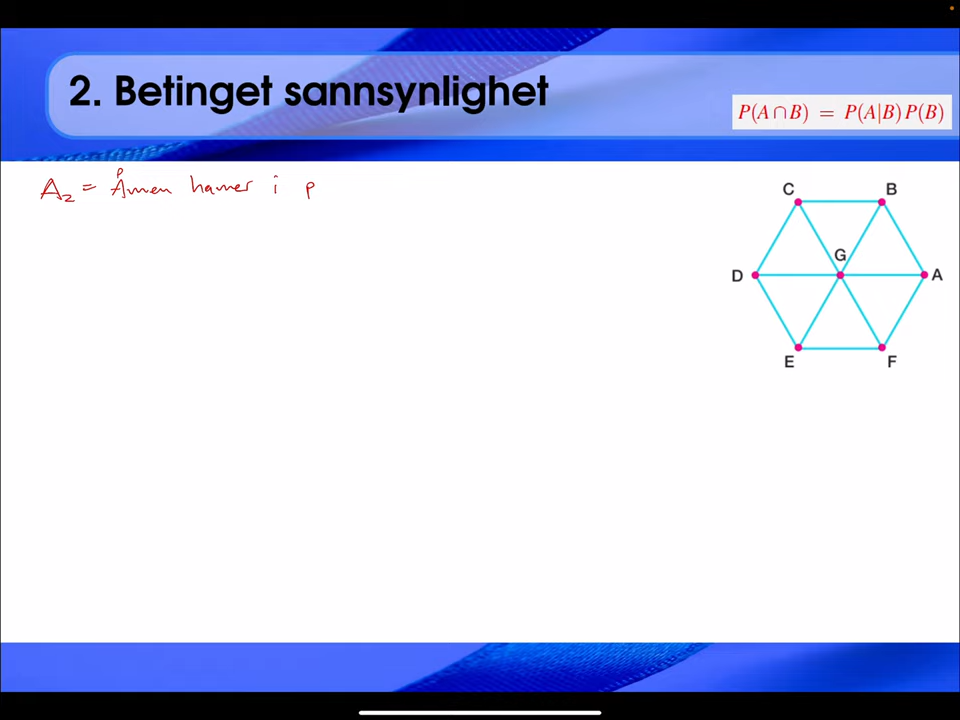 2. Betinget sannsynlighet
P(A∩B) = P(A|B)P(B)
A₂ = Åmen havner i p
C
B
G
D
A
E
F